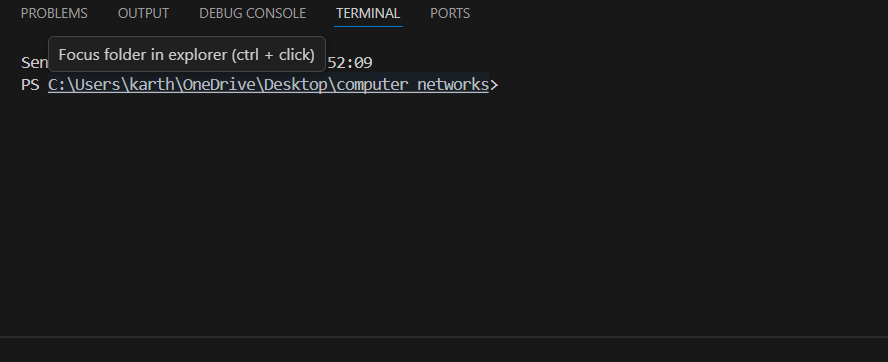 PROBLEMS OUTPUT DEBUG CONSOLE TERMINAL PORTS
Focus folder in explorer (ctrl + click)
Sen 52:09
PS C:\Users\karth\OneDrive\Desktop\computer networks>